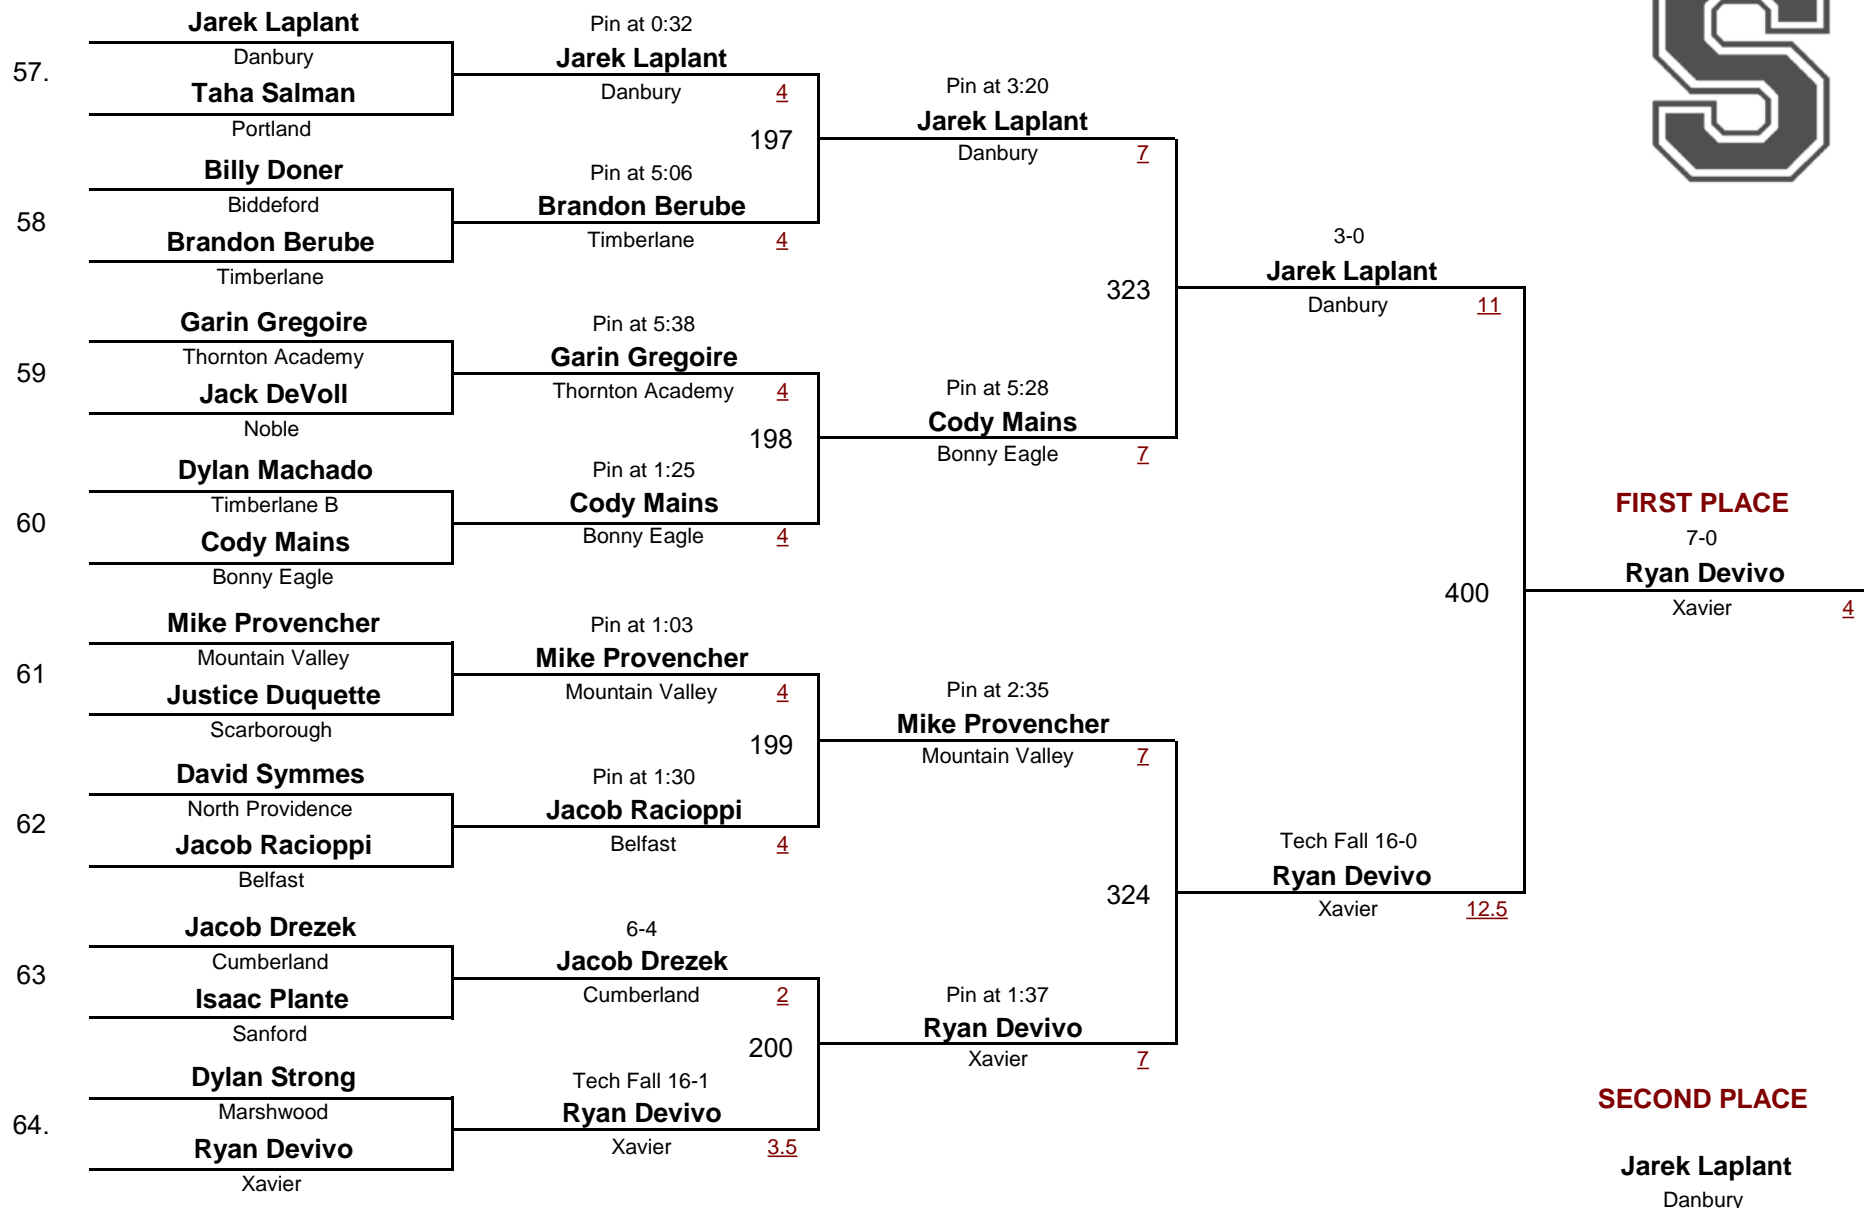 Jarek Laplant
Danbury
57.
Taha Salman
Portland
Billy Doner
Biddeford
58
Brandon Berube
Timberlane
Garin Gregoire
Thornton Academy
59
Jack DeVoll
Noble
Dylan Machado
Timberlane B
60
Cody Mains
Bonny Eagle
Mike Provencher
Mountain Valley
61
Justice Duquette
Scarborough
David Symmes
North Providence
62
Jacob Racioppi
Belfast
Jacob Drezek
Cumberland
63
Isaac Plante
Sanford
Dylan Strong
Marshwood
64.
Ryan Devivo
Xavier
Pin at 0:32
Jarek Laplant
Danbury 4
197
Pin at 5:06
Brandon Berube
Timberlane 4
Pin at 5:38
Garin Gregoire
Thornton Academy 4
198
Pin at 1:25
Cody Mains
Bonny Eagle 4
Pin at 1:03
Mike Provencher
Mountain Valley 4
199
Pin at 1:30
Jacob Racioppi
Belfast 4
6-4
Jacob Drezek
Cumberland 2
200
Tech Fall 16-1
Ryan Devivo
Xavier 3.5
Pin at 3:20
Jarek Laplant
Danbury 7
323
Pin at 5:28
Cody Mains
Bonny Eagle 7
Pin at 2:35
Mike Provencher
Mountain Valley 7
324
Pin at 1:37
Ryan Devivo
Xavier 7
3-0
Jarek Laplant
Danbury 11
400
Tech Fall 16-0
Ryan Devivo
Xavier 12.5
S
FIRST PLACE
7-0
Ryan Devivo
Xavier 4
SECOND PLACE
Jarek Laplant
Danbury